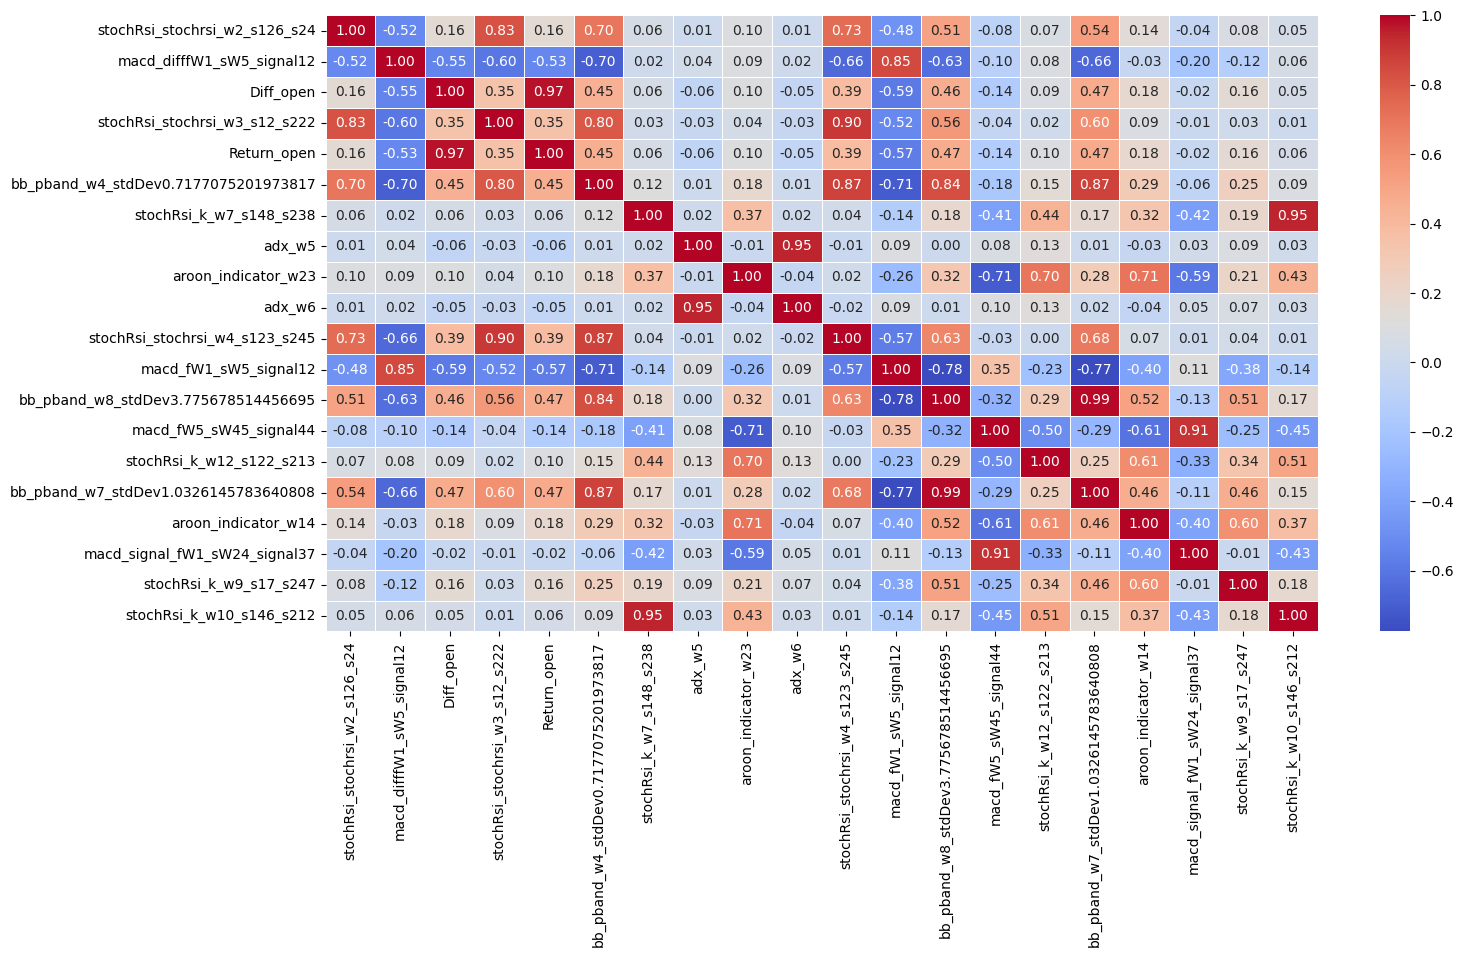 stochRsi_stochrsi_w2_s126_s24 1.00 -0.52 0.16 0.83 0.16 0.70 0.06 0.01 0.10 0.01 0.73 -0.48 0.51 -0.08 0.07 0.54 0.14 -0.04 0.08 0.05
macd_difffW1_sW5_signal12 -0.52 1.00 -0.55 -0.60 -0.53 -0.70 0.02 0.04 0.09 0.02 -0.66 0.85 -0.63 -0.10 0.08 -0.66 -0.03 -0.20 -0.12 0.06
Diff_open 0.16 -0.55 1.00 0.35 0.97 0.45 0.06 -0.06 0.10 -0.05 0.39 -0.59 0.46 -0.14 0.09 0.47 0.18 -0.02 0.16 0.05
stochRsi_stochrsi_w3_s12_s222 0.83 -0.60 0.35 1.00 0.35 0.80 0.03 -0.03 0.04 -0.03 0.90 -0.52 0.56 -0.04 0.02 0.60 0.09 -0.01 0.03 0.01
Return_open 0.16 -0.53 0.97 0.35 1.00 0.45 0.06 -0.06 0.10 -0.05 0.39 -0.57 0.47 -0.14 0.10 0.47 0.18 -0.02 0.16 0.06
bb_pband_w4_stdDev0.7177075201973817 0.70 -0.70 0.45 0.80 0.45 1.00 0.12 0.01 0.18 0.01 0.87 -0.71 0.84 -0.18 0.15 0.87 0.29 -0.06 0.25 0.09
stochRsi_k_w7_s148_s238 0.06 0.02 0.06 0.03 0.06 0.12 1.00 0.02 0.37 0.02 0.04 -0.14 0.18 -0.41 0.44 0.17 0.32 -0.42 0.19 0.95
adx_w5 0.01 0.04 -0.06 -0.03 -0.06 0.01 0.02 1.00 -0.01 0.95 -0.01 0.09 0.00 0.08 0.13 0.01 -0.03 0.03 0.09 0.03
aroon_indicator_w23 0.10 0.09 0.10 0.04 0.10 0.18 0.37 -0.01 1.00 -0.04 0.02 -0.26 0.32 -0.71 0.70 0.28 0.71 -0.59 0.21 0.43
adx_w6 0.01 0.02 -0.05 -0.03 -0.05 0.01 0.02 0.95 -0.04 1.00 -0.02 0.09 0.01 0.10 0.13 0.02 -0.04 0.05 0.07 0.03
stochRsi_stochrsi_w4_s123_s245 0.73 -0.66 0.39 0.90 0.39 0.87 0.04 -0.01 0.02 -0.02 1.00 -0.57 0.63 -0.03 0.00 0.68 0.07 0.01 0.04 0.01
macd_fW1_sW5_signal12 -0.48 0.85 -0.59 -0.52 -0.57 -0.71 -0.14 0.09 -0.26 0.09 -0.57 1.00 -0.78 0.35 -0.23 -0.77 -0.40 0.11 -0.38 -0.14
bb_pband_w8_stdDev3.775678514456695 0.51 -0.63 0.46 0.56 0.47 0.84 0.18 0.00 0.32 0.01 0.63 -0.78 1.00 -0.32 0.29 0.99 0.52 -0.13 0.51 0.17
macd_fW5_sW45_signal44 -0.08 -0.10 -0.14 -0.04 -0.14 -0.18 -0.41 0.08 -0.71 0.10 -0.03 0.35 -0.32 1.00 -0.50 -0.29 -0.61 0.91 -0.25 -0.45
stochRsi_k_w12_s122_s213 0.07 0.08 0.09 0.02 0.10 0.15 0.44 0.13 0.70 0.13 0.00 -0.23 0.29 -0.50 1.00 0.25 0.61 -0.33 0.34 0.51
bb_pband_w7_stdDev1.0326145783640808 0.54 -0.66 0.47 0.60 0.47 0.87 0.17 0.01 0.28 0.02 0.68 -0.77 0.99 -0.29 0.25 1.00 0.46 -0.11 0.46 0.15
aroon_indicator_w14 0.14 -0.03 0.18 0.09 0.18 0.29 0.32 -0.03 0.71 -0.04 0.07 -0.40 0.52 -0.61 0.61 0.46 1.00 -0.40 0.60 0.37
macd_signal_fW1_sW24_signal37 -0.04 -0.20 -0.02 -0.01 -0.02 -0.06 -0.42 0.03 -0.59 0.05 0.01 0.11 -0.13 0.91 -0.33 -0.11 -0.40 1.00 -0.01 -0.43
stochRsi_k_w9_s17_s247 0.08 -0.12 0.16 0.03 0.16 0.25 0.19 0.09 0.21 0.07 0.04 -0.38 0.51 -0.25 0.34 0.46 0.60 -0.01 1.00 0.18
stochRsi_k_w10_s146_s212 0.05 0.06 0.05 0.01 0.06 0.09 0.95 0.03 0.43 0.03 0.01 -0.14 0.17 -0.45 0.51 0.15 0.37 -0.43 0.18 1.00
stochRsi_stochrsi_w2_s126_s24
macd_difffW1_sW5_signal12
Diff_open
stochRsi_stochrsi_w3_s12_s222
Return_open
bb_pband_w4_stdDev0.7177075201973817
stochRsi_k_w7_s148_s238
adx_w5
aroon_indicator_w23
adx_w6
stochRsi_stochrsi_w4_s123_s245
macd_fW1_sW5_signal12
bb_pband_w8_stdDev3.775678514456695
macd_fW5_sW45_signal44
stochRsi_k_w12_s122_s213
bb_pband_w7_stdDev1.0326145783640808
aroon_indicator_w14
macd_signal_fW1_sW24_signal37
stochRsi_k_w9_s17_s247
stochRsi_k_w10_s146_s212
1.0
0.8
0.6
0.4
0.2
0.0
−0.2
−0.4
−0.6